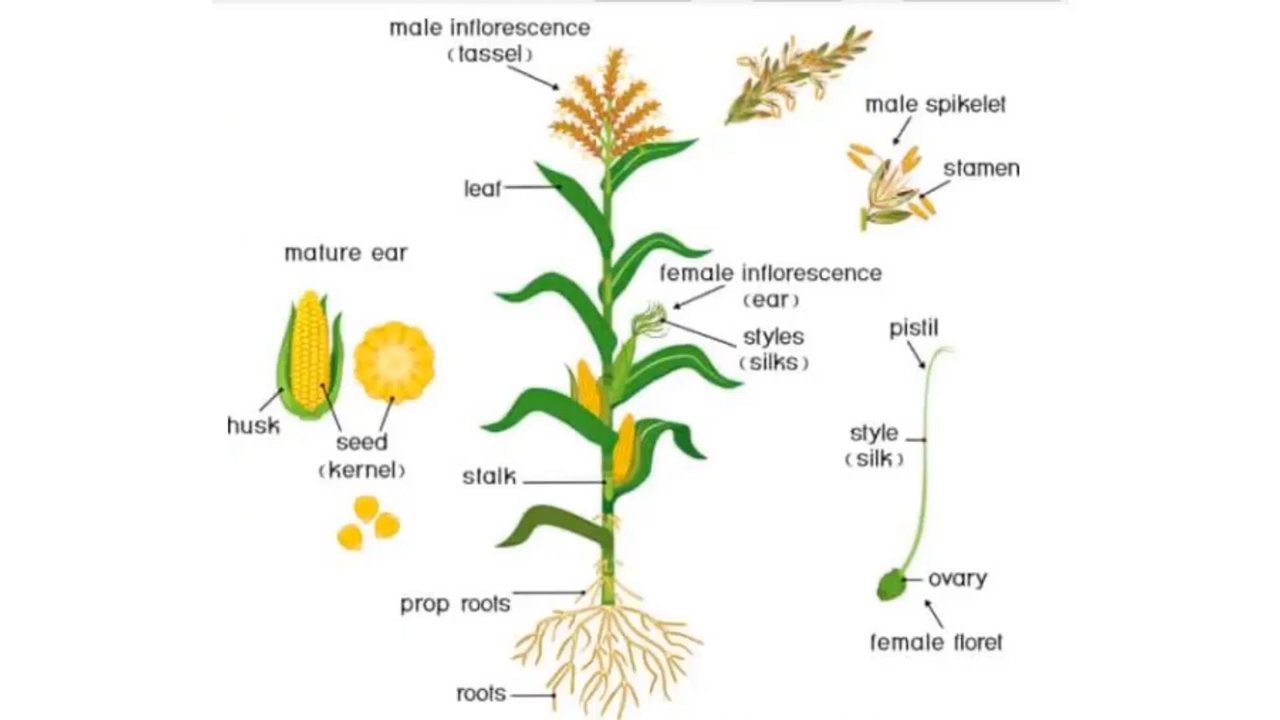 male inflorescence
(tassel)
male spikelet
stamen
leaf
mature ear
female inflorescence
(ear)
styles
(silks)
pistil
husk
seed
(kernel)
style
(silk)
stalk
ovary
prop roots
female floret
roots